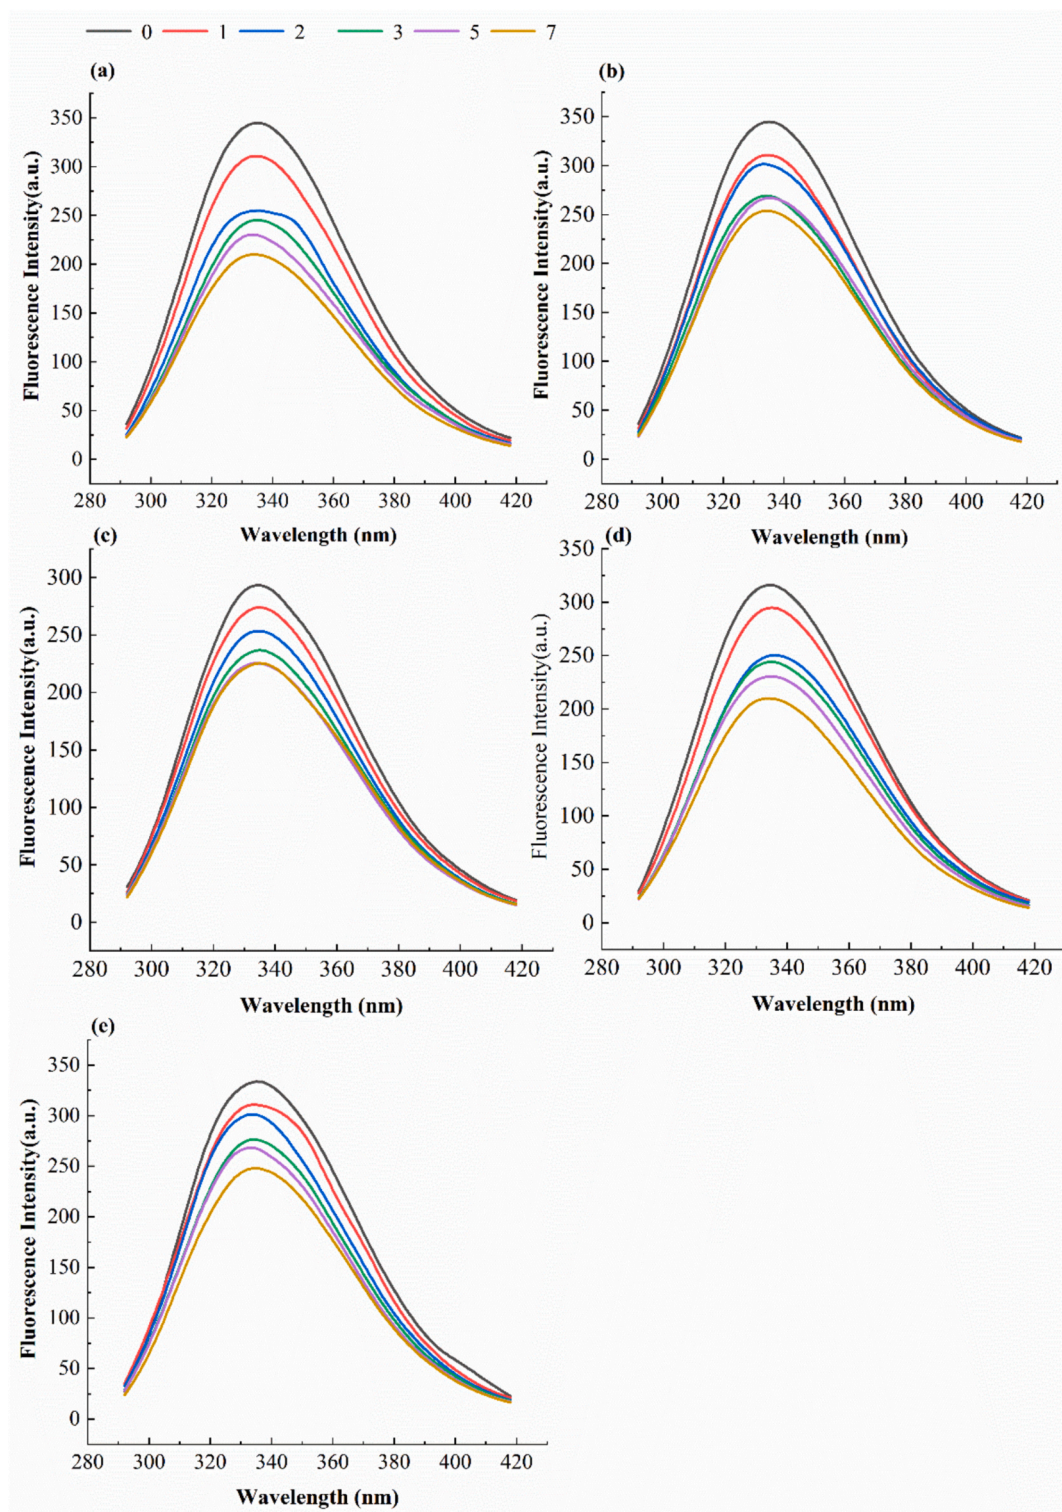 0 1 2 3 5 7
(a) (b)
350 350
300 300
250 250
200 200
150 150
100 100
50 50
0 0
Fluorescence Intensity(a.u.) Fluorescence Intensity(a.u.)
280 300 320 340 360 380 400 420 280 300 320 340 360 380 400 420
Wavelength (nm) Wavelength (nm)
(c) (d)
350
300 300
250 250
200 200
150 150
100 100
50 50
0 0
Fluorescence Intensity(a.u.) Fluorescence Intensity(a.u.)
280 300 320 340 360 380 400 420 280 300 320 340 360 380 400 420
Wavelength (nm) Wavelength (nm)
(e)
350
300
250
200
150
100
50
0
Fluorescence Intensity(a.u.)
280 300 320 340 360 380 400 420
Wavelength (nm)